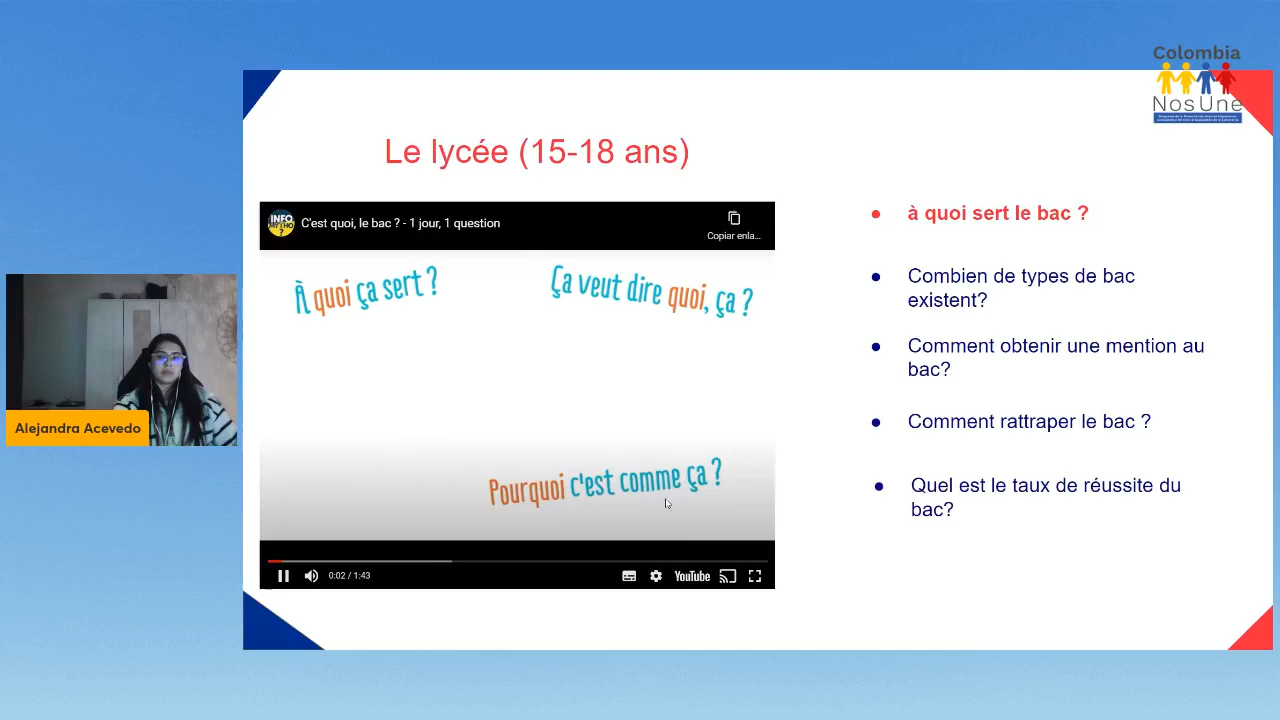 Colombia
NosUne
Le lycée (15-18 ans)
INFO
MYTHO
?
C'est quoi, le bac ? - 1 jour, 1 question
Copiar enla...
À quoi ça sert ?
Ça veut dire quoi, ça ?
Pourquoi c'est comme ça ?
0:02 / 1:43
YouTube
• à quoi sert le bac ?
• Combien de types de bac
existent?
• Comment obtenir une mention au
bac?
• Comment rattraper le bac ?
• Quel est le taux de réussite du
bac?
Alejandra Acevedo